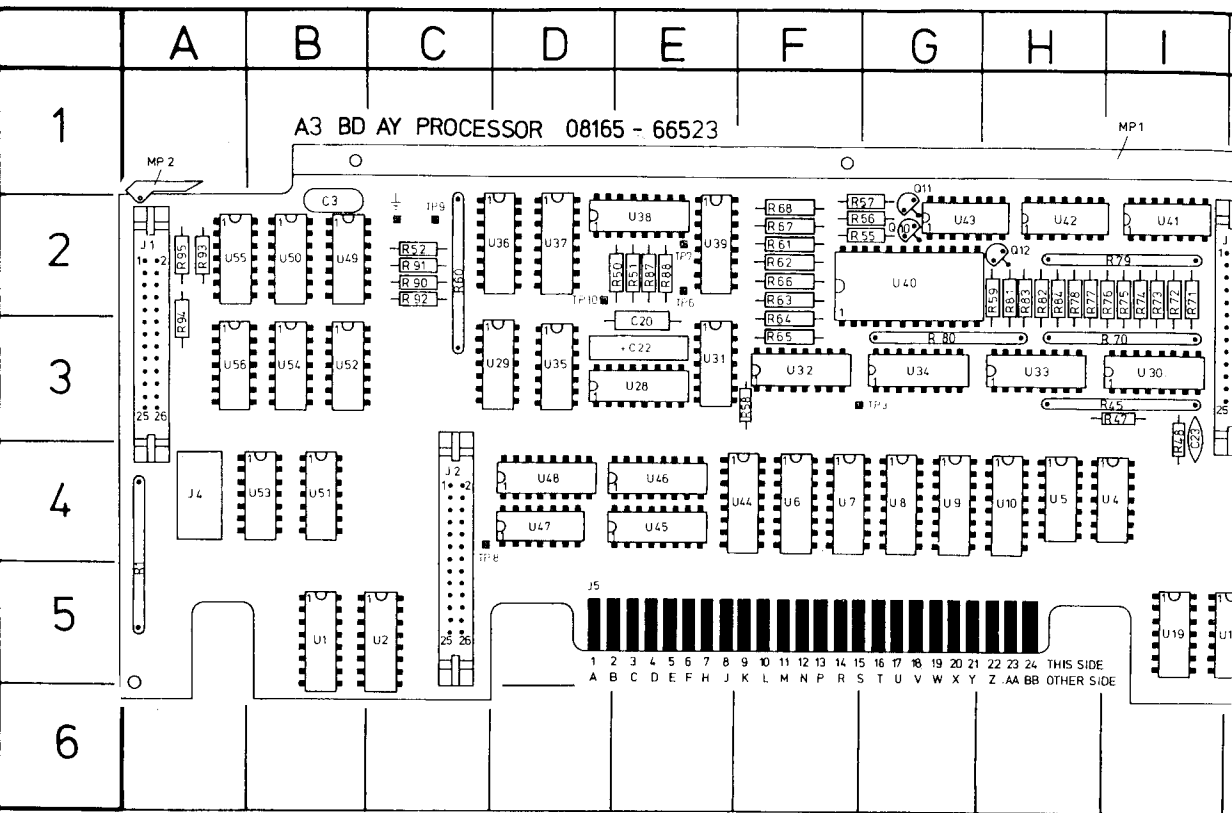 A B C D E F G H I
1
A3 BD AY PROCESSOR 08165 - 66523
MP1
MP 2
2
J1
1 2
25 26
R95
R93
R94
U55
C3
U50
U49
TP9
R52
R91
R90
R92
R60
U36
U37
U38
R50
R51
R87
R88
TP7
TP10
TP6
U39
R68
R67
R61
R62
R66
R63
R64
R65
R57
R56
R55
Q11
Q10
U43
U42
U41
Q12
U40
R79
R59
R81
R83
R82
R84
R78
R77
R76
R75
R74
R73
R72
R71
J
1
25
3
U56
U54
U52
U29
U35
C20
+C22
U28
U31
U32
R58
R80
R70
U34
U33
U30
TP3
R45
R47
R48
C23
4
J4
U53
U51
J2
1 2
25 26
U48
U46
U47
U45
TP8
U44
U6
U7
U8
U9
U10
U5
U4
5
U1
U2
J5
U19
U1
1 2 3 4 5 6 7 8 9 10 11 12 13 14 15 16 17 18 19 20 21 22 23 24 THIS SIDE
A B C D E F H J K L M N P R S T U V W X Y Z AA BB OTHER SIDE
6